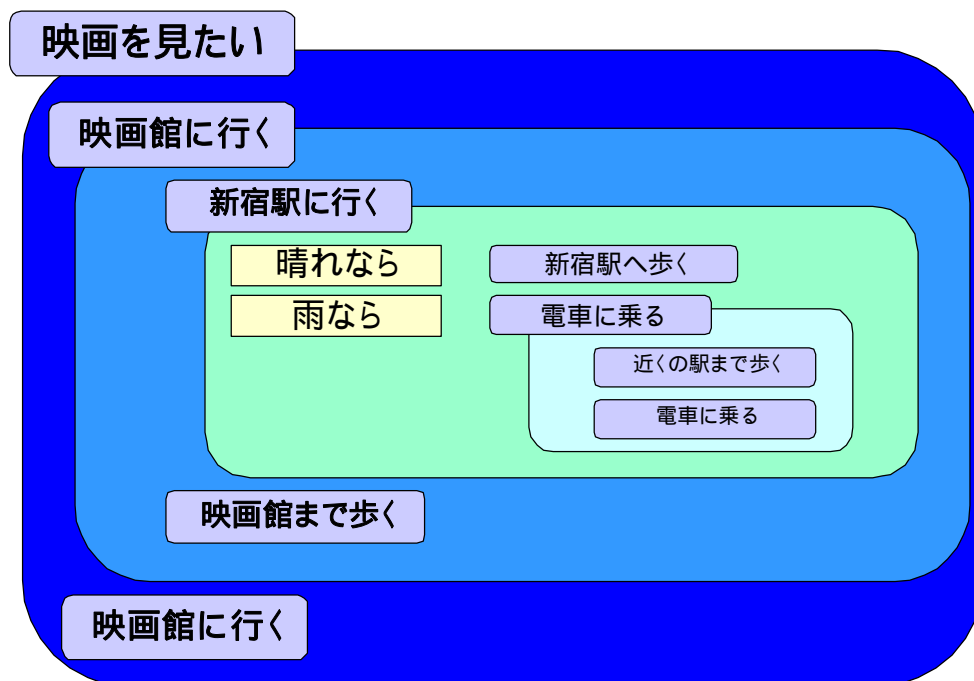 映画を見たい
映画館に行く
新宿駅に行く
晴れなら
新宿駅へ歩く
雨なら
電車に乗る
近くの駅まで歩く
電車に乗る
映画館まで歩く
映画館に行く